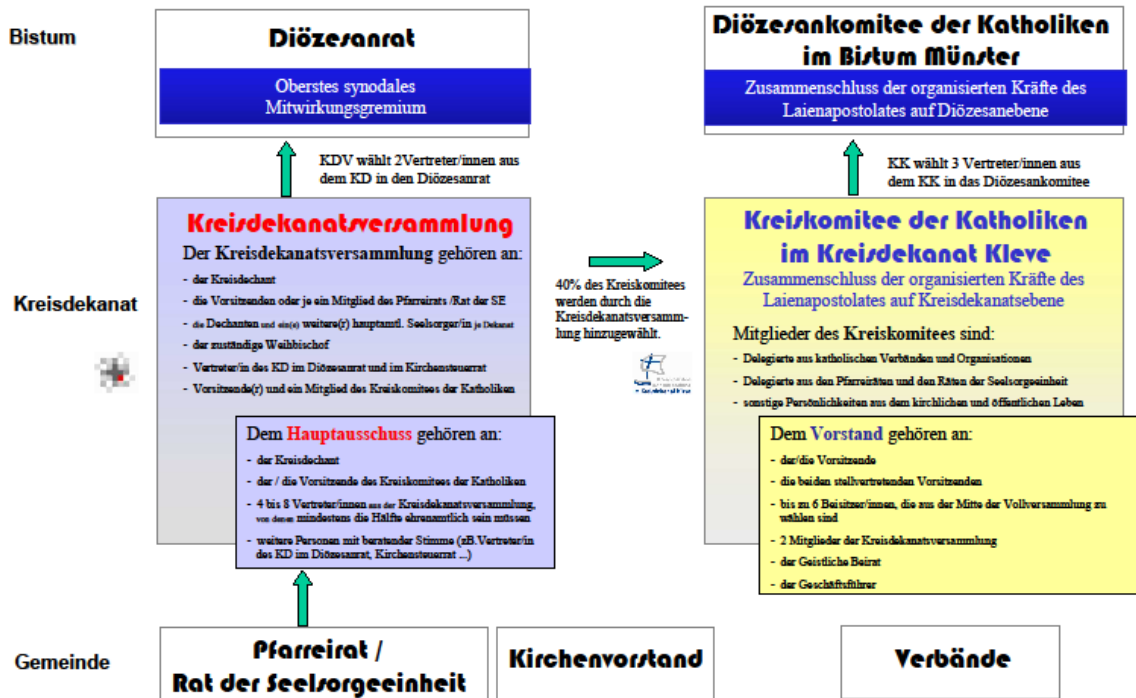 Bistum
Diözesanrat
Oberstes synodales
Mitwirkungsgremium
Diözesankomitee der Katholiken
im Bistum Münster
Zusammenschluss der organisierten Kräfte des
Laienapostolates auf Diözesanebene
KDV wählt 2Vertreter/innen aus
dem KD in den Diözesanrat
KK wählt 3 Vertreter/innen aus
dem KK in das Diözesankomitee
Kreisdekanat
Kreisdekanatsversammlung
Der Kreisdekanatsversammlung gehören an:
- der Kreisdechant
- die Vorsitzenden oder je ein Mitglied des Pfarreirats /Rat der SE
- die Dechanten und ein(e) weitere(r) hauptamtl. Seelsorger/in je Dekanat
- der zuständige Weihbischof
- Vertreter/in des KD im Diözesanrat und im Kirchensteuerrat
- Vorsitzende(r) und ein Mitglied des Kreiskomitees der Katholiken
Dem Hauptausschuss gehören an:
- der Kreisdechant
- der / die Vorsitzende des Kreiskomitees der Katholiken
- 4 bis 8 Vertreter/innen aus der Kreisdekanatsversammlung,
von denen mindestens die Hälfte ehrenamtlich sein müssen
- weitere Personen mit beratender Stimme (zB.Vertreter/in
des KD im Diözesanrat, Kirchensteuerrat ...)
40% des Kreiskomitees
werden durch die
Kreisdekanatsversamm-
lung hinzugewählt.
Kreiskomitee der Katholiken
im Kreisdekanat Kleve
Zusammenschluss der organisierten Kräfte des
Laienapostolates auf Kreisdekanatsebene
Mitglieder des Kreiskomitees sind:
- Delegierte aus katholischen Verbänden und Organisationen
- Delegierte aus den Pfarreiräten und den Räten der Seelsorgeeinheit
- sonstige Persönlichkeiten aus dem kirchlichen und öffentlichen Leben
Dem Vorstand gehören an:
- der/die Vorsitzende
- die beiden stellvertretenden Vorsitzenden
- bis zu 6 Beisitzer/innen, die aus der Mitte der Vollversammlung zu
wählen sind
- 2 Mitglieder der Kreisdekanatsversammlung
- der Geistliche Beirat
- der Geschäftsführer
Gemeinde
Pfarreirat /
Rat der Seelsorgeeinheit
Kirchenvorstand
Verbände